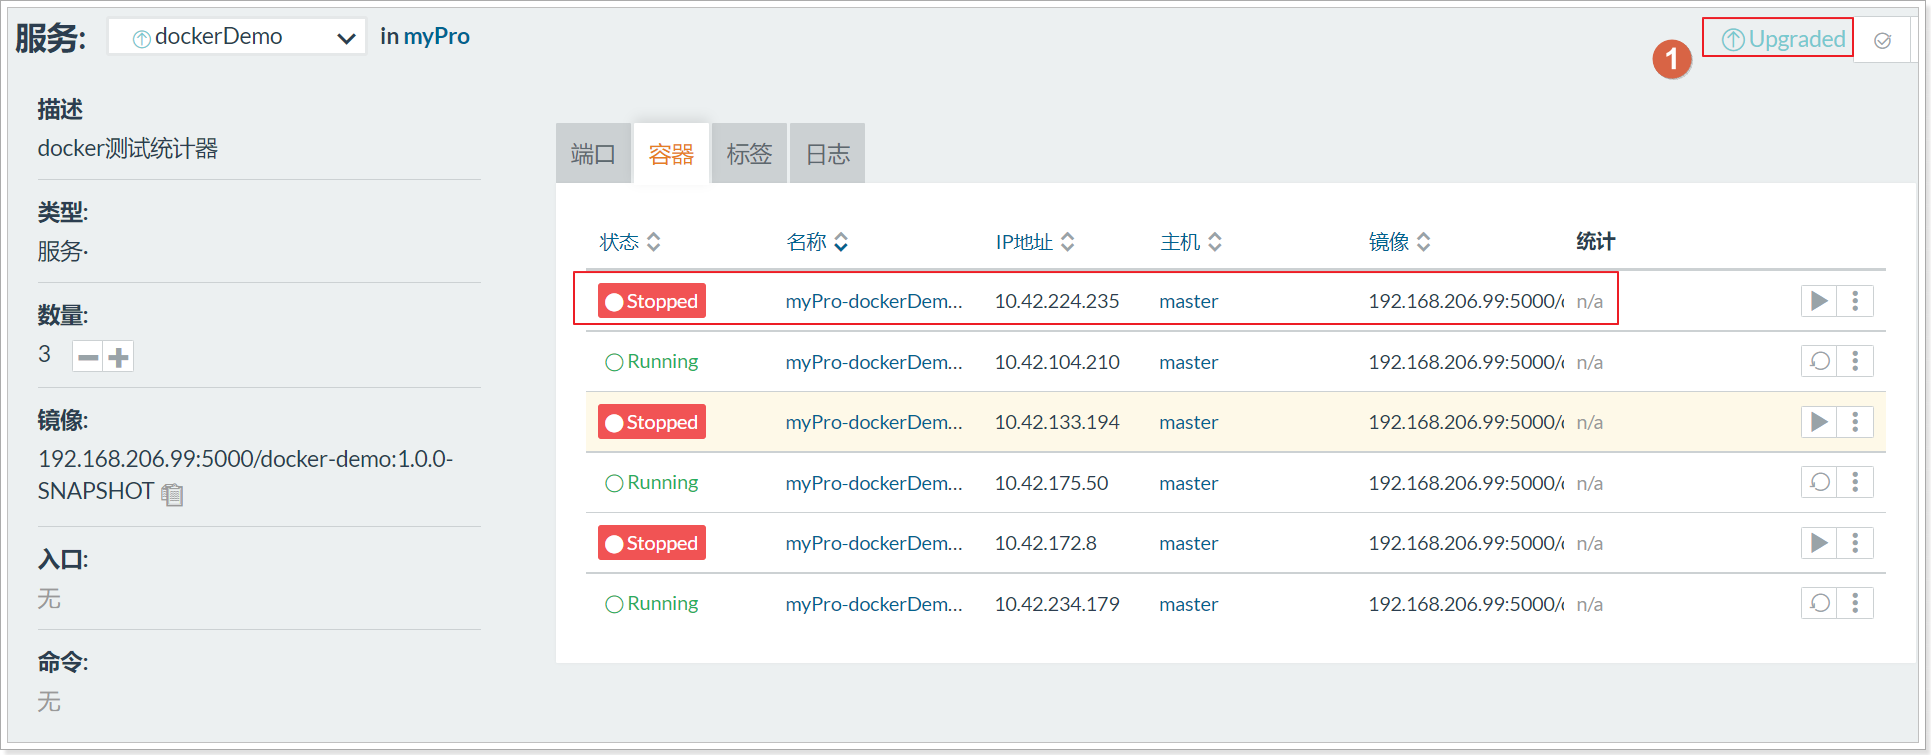 服务: dockerDemo in myPro
Upgraded
1
描述
docker测试统计器
类型:
服务·
数量:
3
镜像:
192.168.206.99:5000/docker-demo:1.0.0-
SNAPSHOT
入口:
无
命令:
无
端口 容器 标签 日志
状态 名称 IP地址 主机 镜像 统计
Stopped myPro-dockerDem... 10.42.224.235 master 192.168.206.99:5000/ n/a
Running myPro-dockerDem... 10.42.104.210 master 192.168.206.99:5000/ n/a
Stopped myPro-dockerDem... 10.42.133.194 master 192.168.206.99:5000/ n/a
Running myPro-dockerDem... 10.42.175.50 master 192.168.206.99:5000/ n/a
Stopped myPro-dockerDem... 10.42.172.8 master 192.168.206.99:5000/ n/a
Running myPro-dockerDem... 10.42.234.179 master 192.168.206.99:5000/ n/a